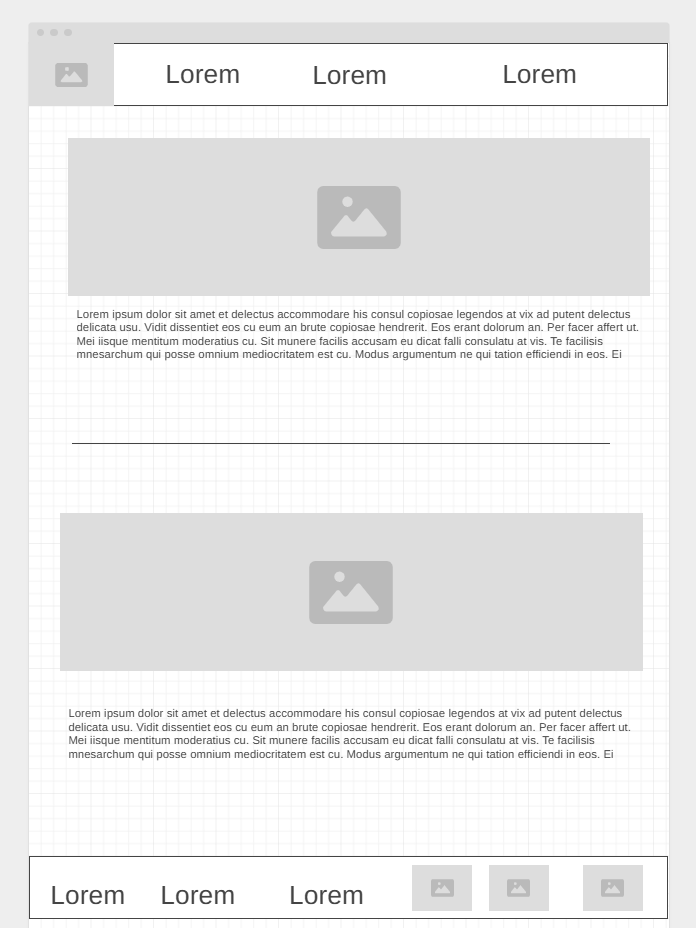 Lorem Lorem Lorem
Lorem ipsum dolor sit amet et delectus accommodare his consul copiosae legendos at vix ad putent delectus
delicata usu. Vidit dissentiet eos cu eum an brute copiosae hendrerit. Eos erant dolorum an. Per facer affert ut.
Mei iisque mentitum moderatius cu. Sit munere facilis accusam eu dicat falli consulatu at vis. Te facilisis
mnesarchum qui posse omnium mediocritatem est cu. Modus argumentum ne qui tation efficiendi in eos. Ei
Lorem ipsum dolor sit amet et delectus accommodare his consul copiosae legendos at vix ad putent delectus
delicata usu. Vidit dissentiet eos cu eum an brute copiosae hendrerit. Eos erant dolorum an. Per facer affert ut.
Mei iisque mentitum moderatius cu. Sit munere facilis accusam eu dicat falli consulatu at vis. Te facilisis
mnesarchum qui posse omnium mediocritatem est cu. Modus argumentum ne qui tation efficiendi in eos. Ei
Lorem Lorem Lorem